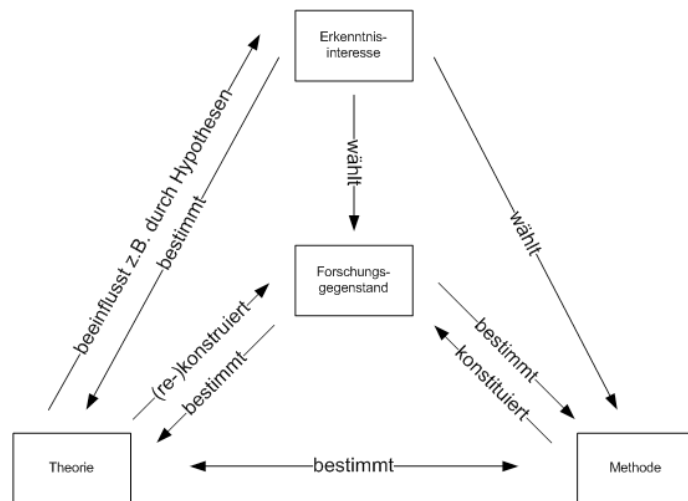 Erkenntnis-
interesse
beeinflusst z.B. durch Hypothesen
bestimmt
wählt
wählt
Forschungs-
gegenstand
(re-)konstruiert
bestimmt
bestimmt
konstituiert
Theorie
bestimmt
Methode